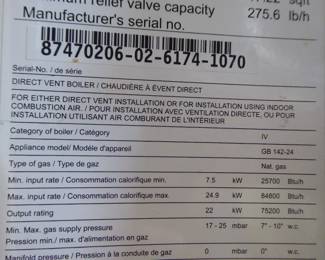 relief valve capacity
275.6 lb/h
Manufacturer's serial no.
87470206-02-6174-1070
Serial-No. / de série
DIRECT VENT BOILER / CHAUDIÈRE À ÉVENT DIRECT
FOR EITHER DIRECT VENT INSTALLATION OR FOR INSTALLATION USING INDOOR
COMBUSTION AIR. / POUR INSTALLATION AVEC VENTILATION DIRECTE, OU POUR
INSTALLATION UTILISANT AIR COMBURANT DE L'INTÉRIEUR
Category of boiler / Catégory IV
Appliance model/ Modèle d'appareil GB 142-24
Type of gas / Type de gaz Nat. gas
Min. input rate / Consommation calorifique min. 7.5 kW 25700 Btu/h
Max. input rate / Consommation calorifique max. 24.9 kW 84800 Btu/h
Output rating 22 kW 75200 Btu/h
Min. Max. gas supply pressure 17 - 25 mbar 7" - 10" w.c.
Pression min./ max. d'alimentation en gaz
Manifold pressure / Pression à la conduite de gaz 0 mbar 0" w.c.